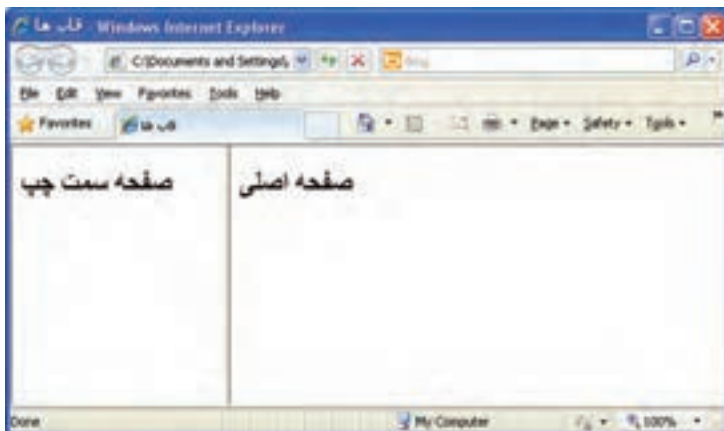 قاب ها - Windows Internet Explorer
C:\Documents and Settings\
Bing
File Edit View Favorites Tools Help
Favorites قاب ها Page Safety Tools
صفحه سمت چپ صفحه اصلی
Done My Computer 100%